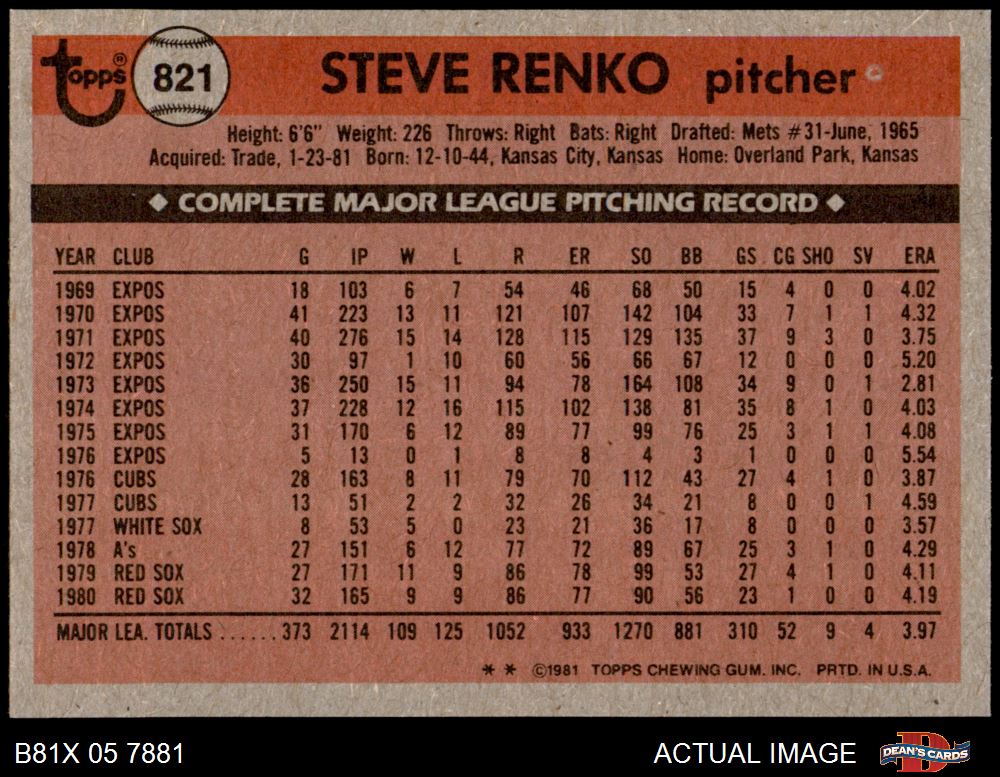 Topps® 821 STEVE RENKO pitcher
Height: 6'6" Weight: 226 Throws: Right Bats: Right Drafted: Mets #31-June, 1965
Acquired: Trade, 1-23-81 Born: 12-10-44, Kansas City, Kansas Home: Overland Park, Kansas
◆ COMPLETE MAJOR LEAGUE PITCHING RECORD ◆
YEAR CLUB G IP W L R ER SO BB GS CG SHO SV ERA
1969 EXPOS 18 103 6 7 54 46 68 50 15 4 0 0 4.02
1970 EXPOS 41 223 13 11 121 107 142 104 33 7 1 1 4.32
1971 EXPOS 40 276 15 14 128 115 129 135 37 9 3 0 3.75
1972 EXPOS 30 97 1 10 60 56 66 67 12 0 0 0 5.20
1973 EXPOS 36 250 15 11 94 78 164 108 34 9 0 1 2.81
1974 EXPOS 37 228 12 16 115 102 138 81 35 8 1 0 4.03
1975 EXPOS 31 170 6 12 89 77 99 76 25 3 1 1 4.08
1976 EXPOS 5 13 0 1 8 8 4 3 1 0 0 0 5.54
1976 CUBS 28 163 8 11 79 70 112 43 27 4 1 0 3.87
1977 CUBS 13 51 2 2 32 26 34 21 8 0 0 1 4.59
1977 WHITE SOX 8 53 5 0 23 21 36 17 8 0 0 0 3.57
1978 A's 27 151 6 12 77 72 89 67 25 3 1 0 4.29
1979 RED SOX 27 171 11 9 86 78 99 53 27 4 1 0 4.11
1980 RED SOX 32 165 9 9 86 77 90 56 23 1 0 0 4.19
MAJOR LEA. TOTALS ...... 373 2114 109 125 1052 933 1270 881 310 52 9 4 3.97
* * ©1981 TOPPS CHEWING GUM. INC. PRTD. IN U.S.A.
B81X 05 7881 ACTUAL IMAGE DEAN'S CARDS